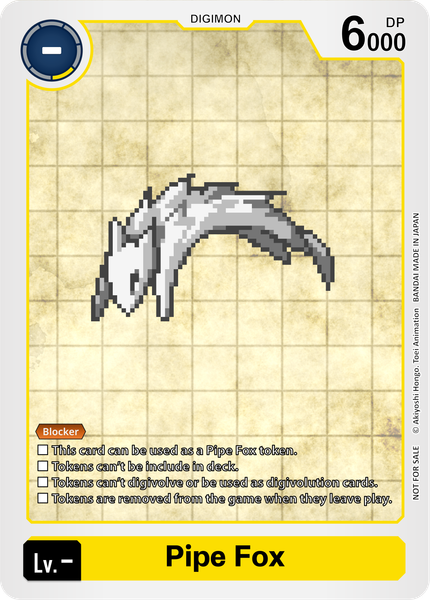 DIGIMON
-
DP
6000
Blocker
This card can be used as a Pipe Fox token.
Tokens can't be include in deck.
Tokens can't digivolve or be used as digivolution cards.
Tokens are removed from the game when they leave play.
NOT FOR SALE © Akiyoshi Hongo. Toei Animation BANDAI MADE IN JAPAN
Lv.-
Pipe Fox